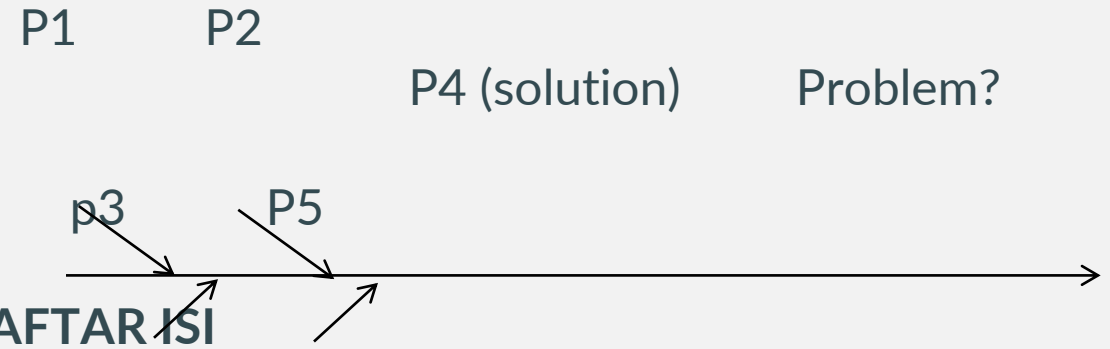 P1 P2
P4 (solution) Problem?
p3 P5
AFTAR ISI